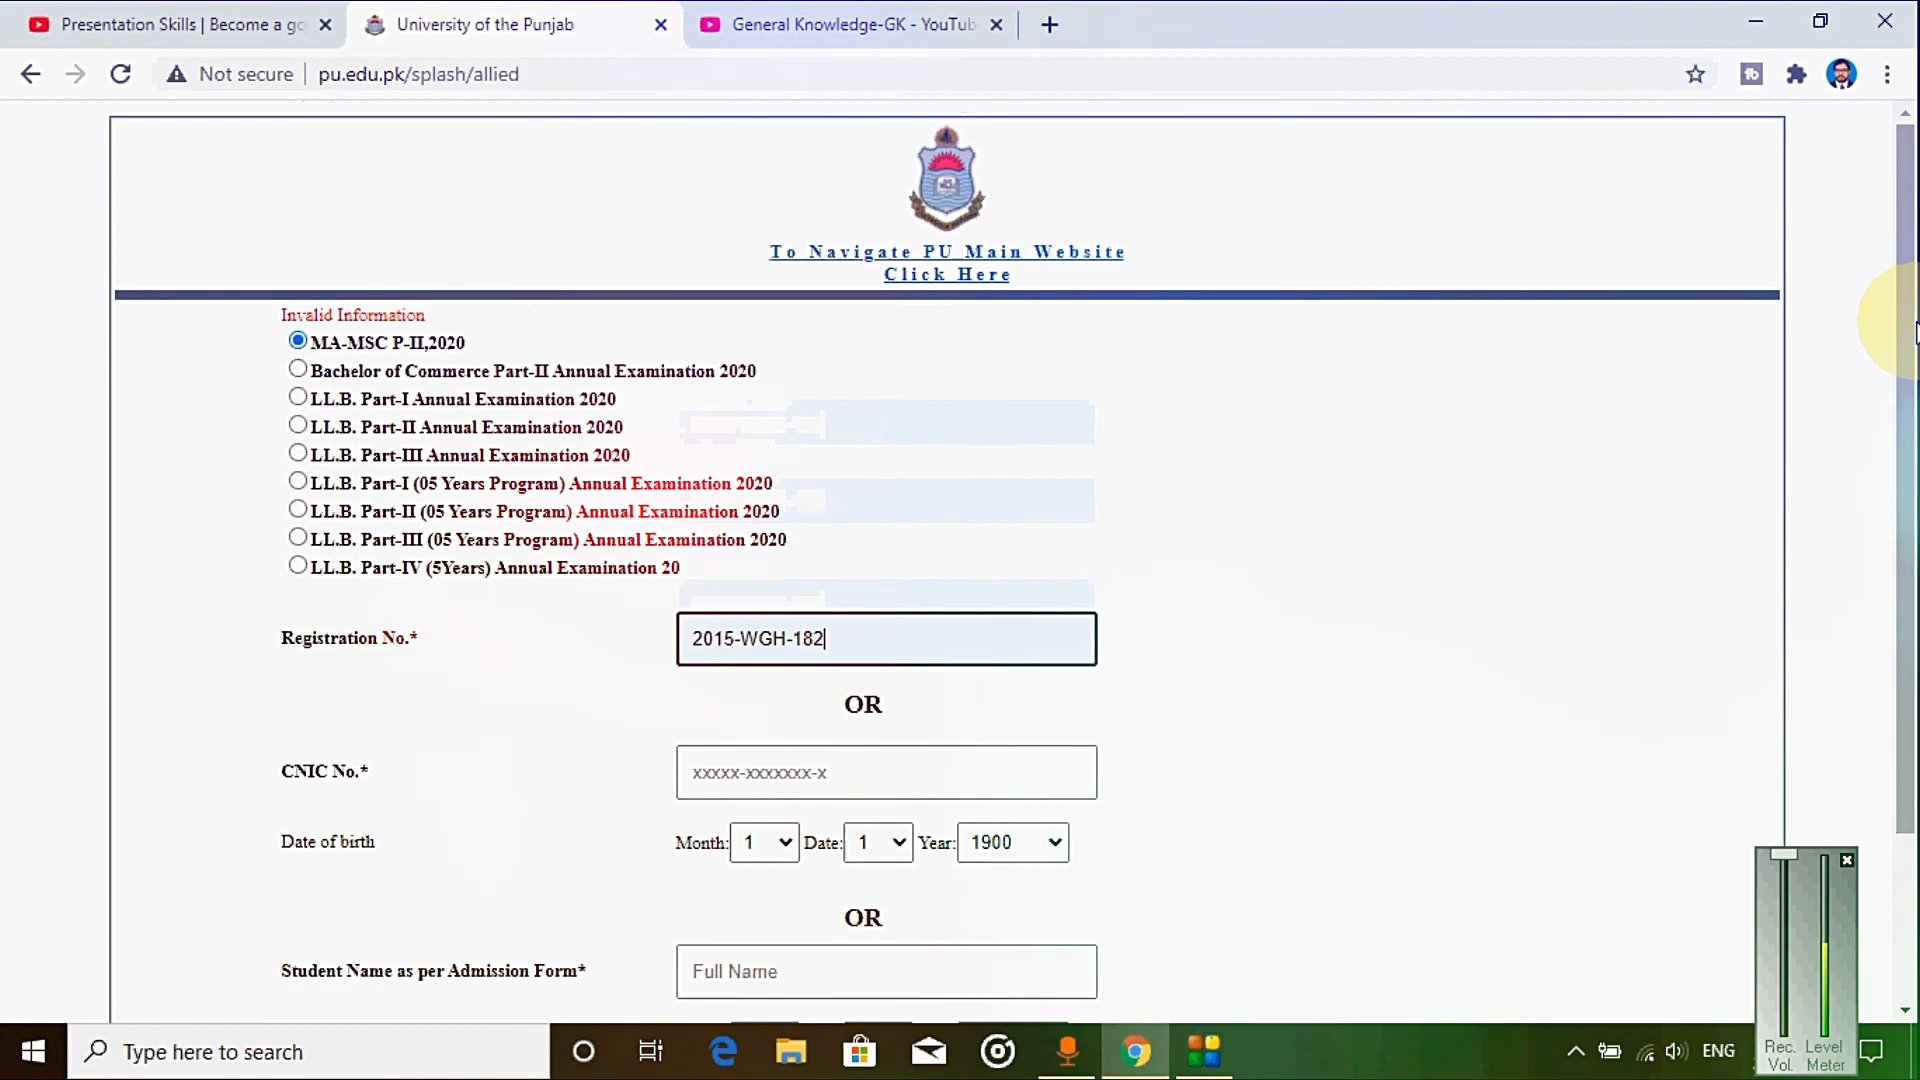 Presentation Skills | Become a go
University of the Punjab
General Knowledge-GK - YouTub
Not secure
pu.edu.pk/splash/allied
To Navigate PU Main Website
Click Here
Invalid Information
MA-MSC P-II,2020
Bachelor of Commerce Part-II Annual Examination 2020
LL.B. Part-I Annual Examination 2020
LL.B. Part-II Annual Examination 2020
LL.B. Part-III Annual Examination 2020
LL.B. Part-I (05 Years Program) Annual Examination 2020
LL.B. Part-II (05 Years Program) Annual Examination 2020
LL.B. Part-III (05 Years Program) Annual Examination 2020
LL.B. Part-IV (5Years) Annual Examination 20
Registration No.* 2015-WGH-182
OR
CNIC No.* xxxxx-xxxxxxx-x
Date of birth Month: 1 Date: 1 Year: 1900
OR
Student Name as per Admission Form* Full Name
Type here to search
ENG
Rec. Level
Vol. Meter